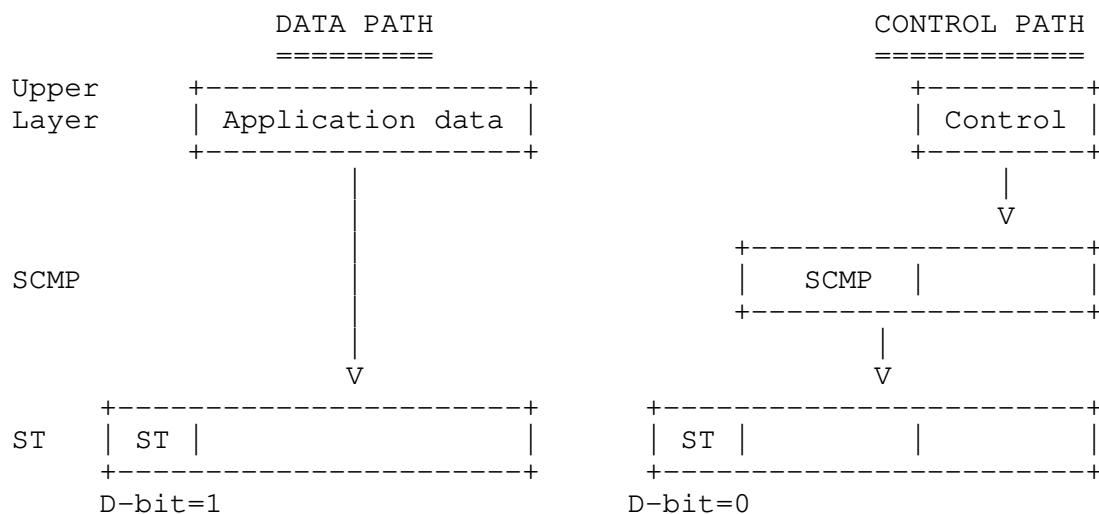 DATA PATH CONTROL PATH
========= ============
Upper
Layer Application data Control
V
SCMP SCMP
V V
ST ST ST
D-bit=1 D-bit=0